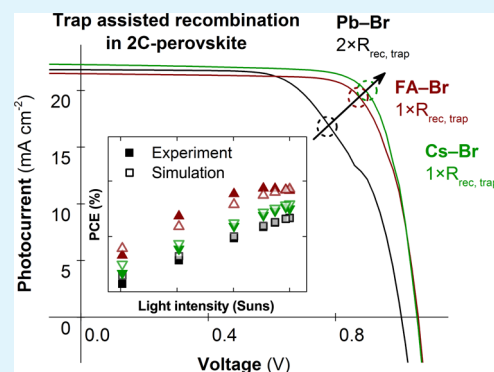 Trap assisted recombination
in 2C-perovskite
Pb–Br
2×Rrec, trap
FA–Br
1×Rrec, trap
Cs–Br
1×Rrec, trap
Photocurrent (mA cm-2)
20
15
10
5
0
0.0
0.4
0.8
Voltage (V)
Experiment
Simulation
PCE (%)
Light intensity (Suns)